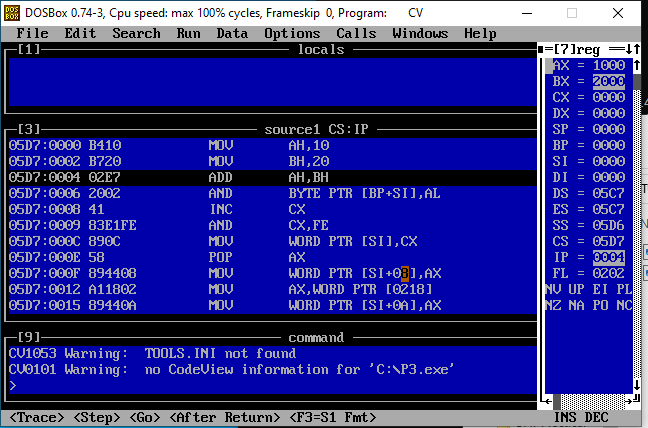 DOSBox 0.74-3, Cpu speed: max 100% cycles, Frameskip 0, Program: CV
File Edit Search Run Data Options Calls Windows Help
[1] locals
[3] source1 CS:IP
05D7:0000 B410 MOV AH,10
05D7:0002 B720 MOV BH,20
05D7:0004 02E7 ADD AH,BH
05D7:0006 2002 AND BYTE PTR [BP+SI],AL
05D7:0008 41 INC CX
05D7:0009 83E1FE AND CX,FE
05D7:000C 890C MOV WORD PTR [SI],CX
05D7:000E 58 POP AX
05D7:000F 894408 MOV WORD PTR [SI+08],AX
05D7:0012 A11802 MOV AX,WORD PTR [0218]
05D7:0015 89440A MOV WORD PTR [SI+0A],AX
[9] command
CV1053 Warning: TOOLS.INI not found
CV0101 Warning: no CodeView information for 'C:\P3.exe'
>
[7]reg
AX = 1000
BX = 2000
CX = 0000
DX = 0000
SP = 0000
BP = 0000
SI = 0000
DI = 0000
DS = 05C7
ES = 05C7
SS = 05D6
CS = 05D7
IP = 0004
FL = 0202
NV UP EI PL
NZ NA PO NC
<Trace> <Step> <Go> <After Return> <F3=S1 Fmt> INS DEC